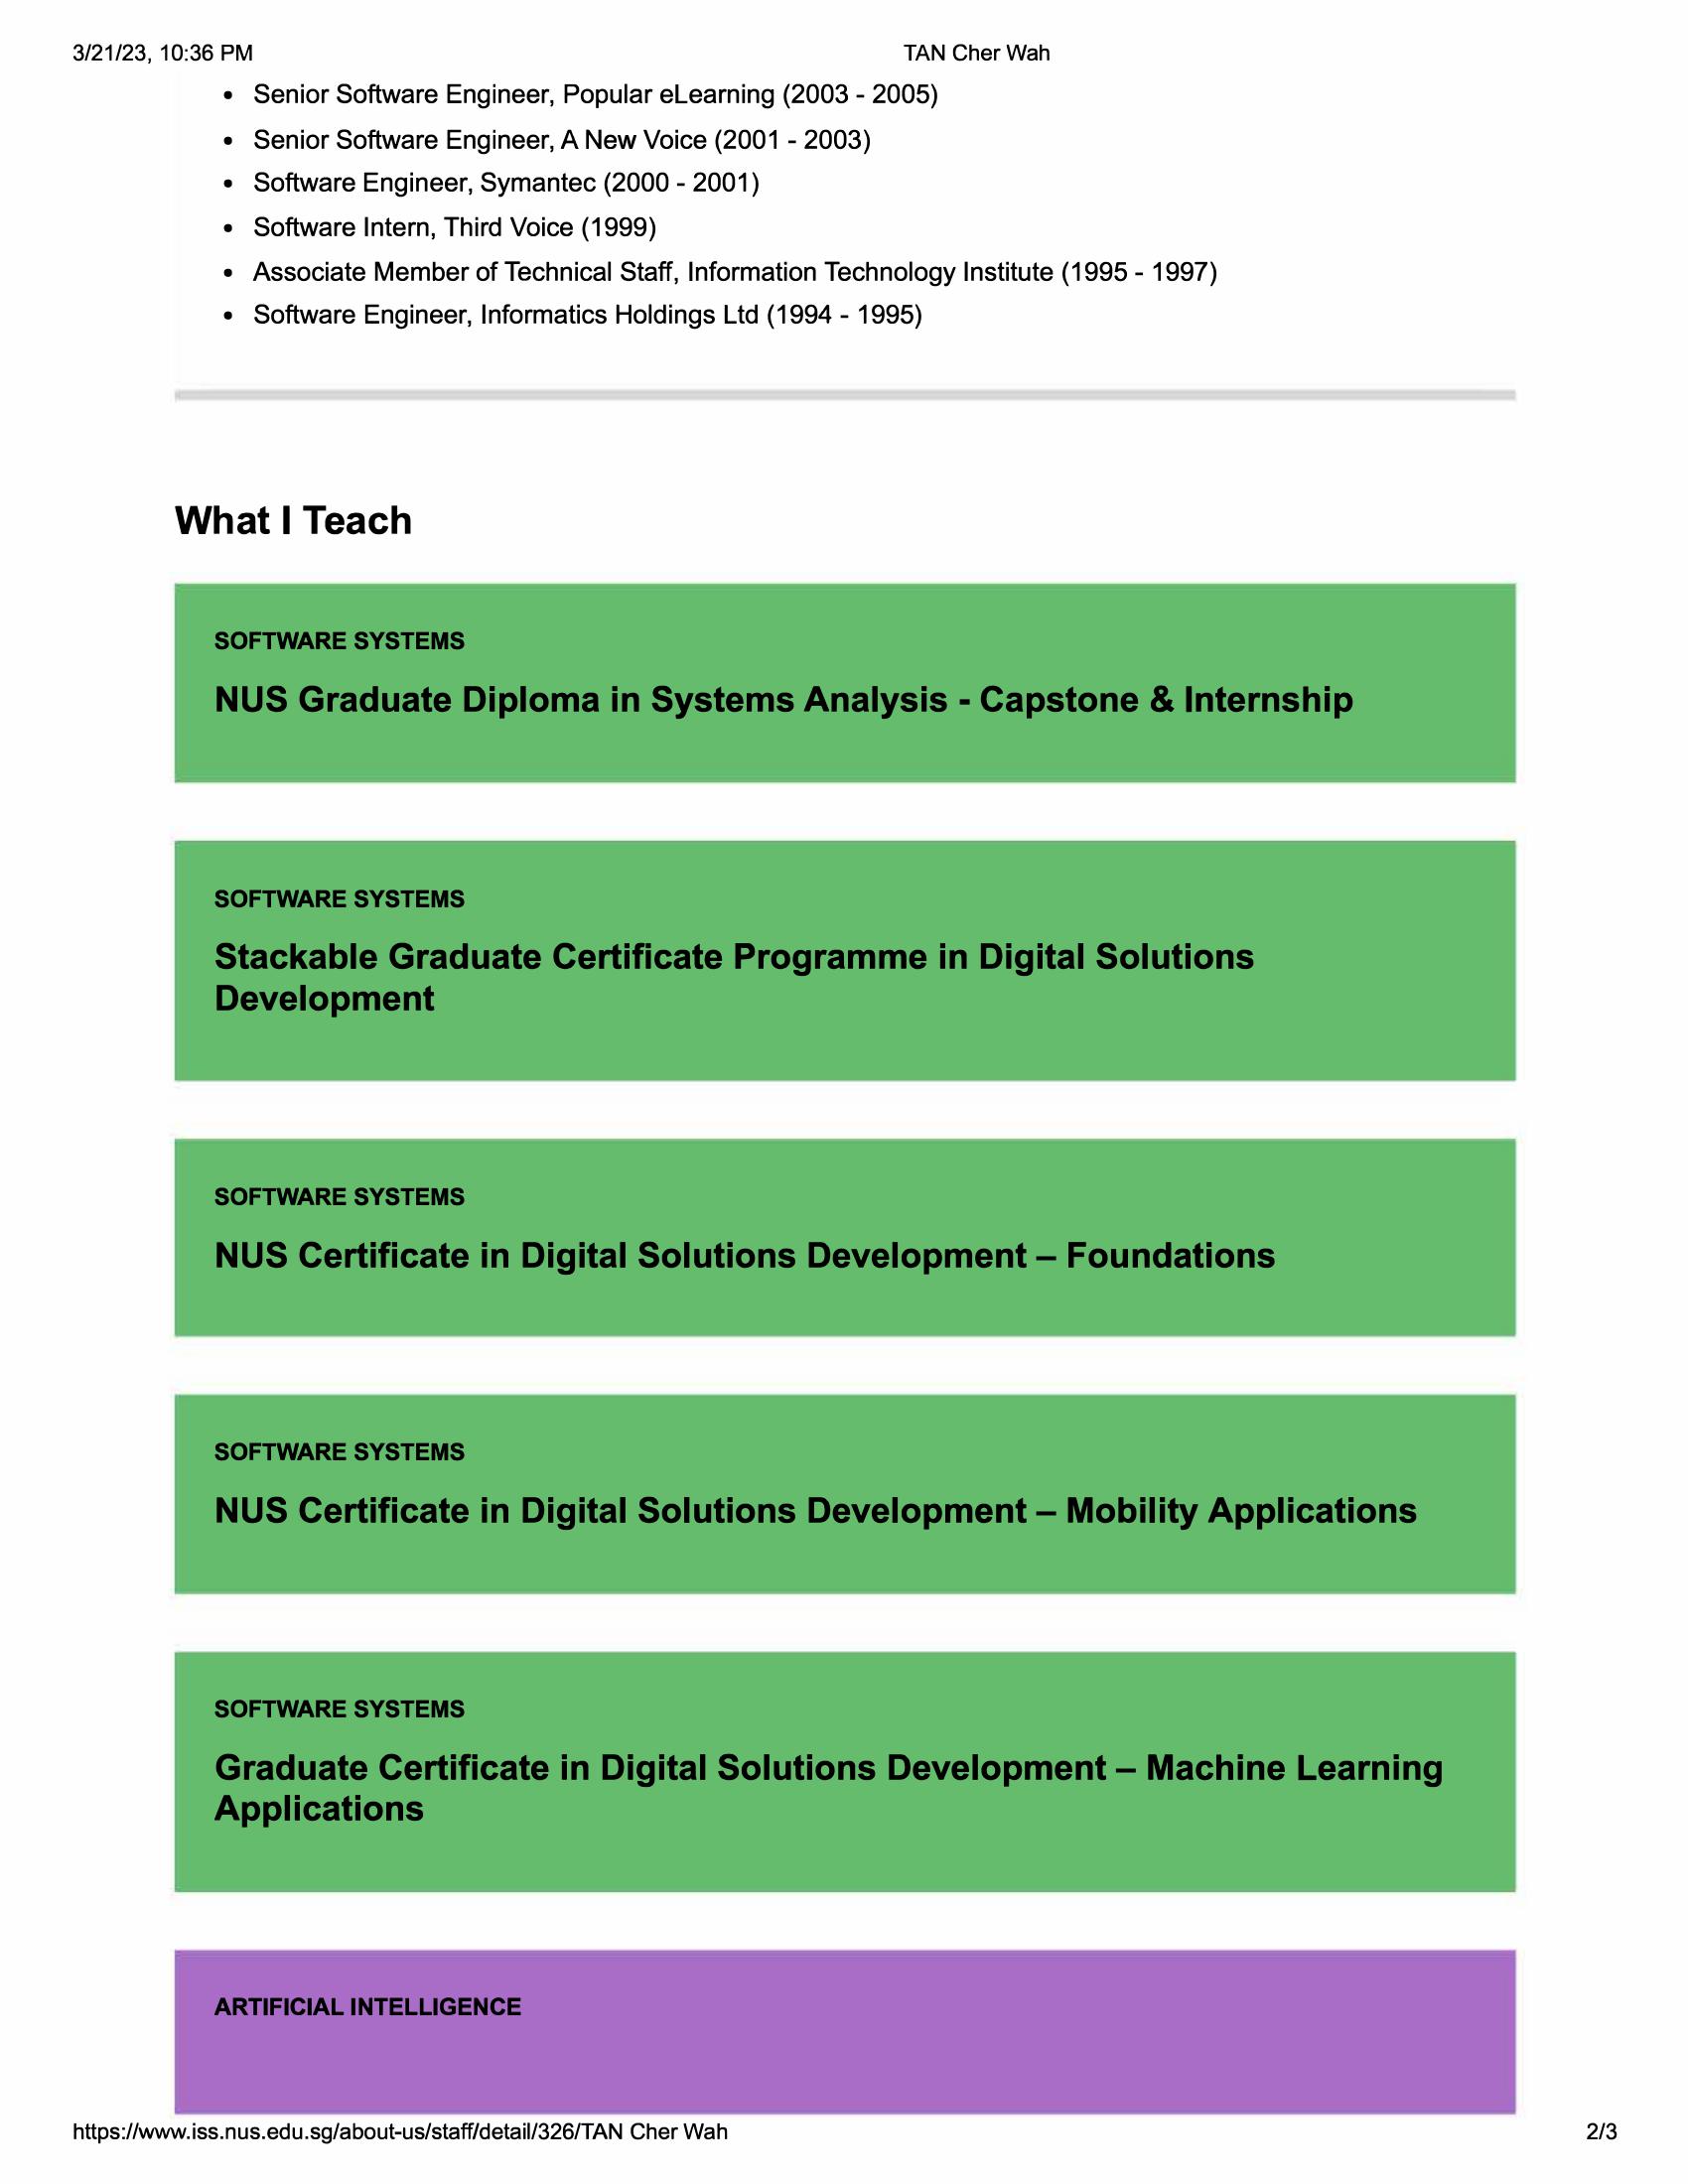 3/21/23, 10:36 PM TAN Cher Wah
• Senior Software Engineer, Popular eLearning (2003 - 2005)
• Senior Software Engineer, A New Voice (2001 - 2003)
• Software Engineer, Symantec (2000 - 2001)
• Software Intern, Third Voice (1999)
• Associate Member of Technical Staff, Information Technology Institute (1995 - 1997)
• Software Engineer, Informatics Holdings Ltd (1994 - 1995)
What I Teach
SOFTWARE SYSTEMS
NUS Graduate Diploma in Systems Analysis - Capstone & Internship
SOFTWARE SYSTEMS
Stackable Graduate Certificate Programme in Digital Solutions
Development
SOFTWARE SYSTEMS
NUS Certificate in Digital Solutions Development – Foundations
SOFTWARE SYSTEMS
NUS Certificate in Digital Solutions Development – Mobility Applications
SOFTWARE SYSTEMS
Graduate Certificate in Digital Solutions Development – Machine Learning
Applications
ARTIFICIAL INTELLIGENCE
https://www.iss.nus.edu.sg/about-us/staff/detail/326/TAN Cher Wah 2/3